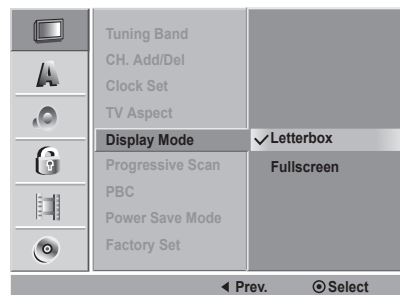 Tuning Band
CH. Add/Del
Clock Set
TV Aspect
Display Mode
✓Letterbox
Progressive Scan
Fullscreen
PBC
Power Save Mode
Factory Set
◀ Prev. ⦿Select